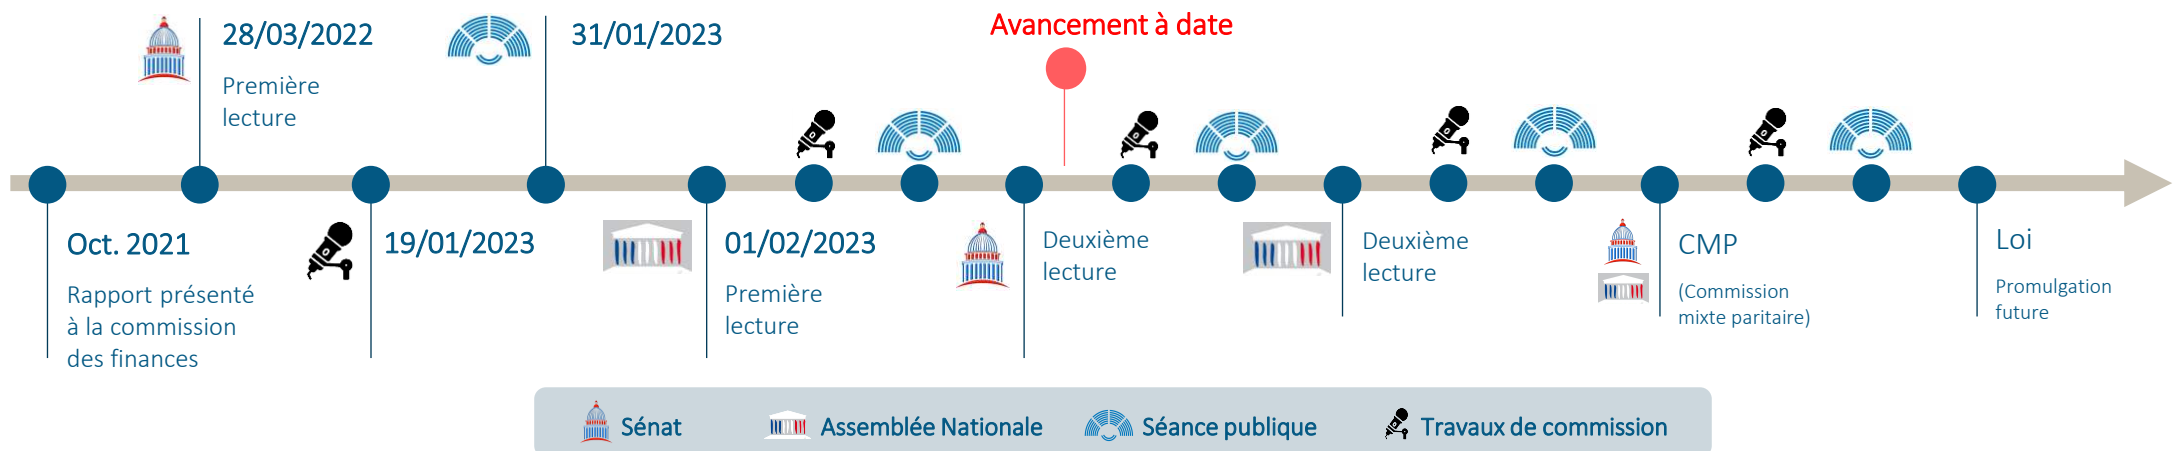 28/03/2022
Première
lecture
31/01/2023
Avancement à date
Oct. 2021
Rapport présenté
à la commission
des finances
19/01/2023
01/02/2023
Première
lecture
Deuxième
lecture
Deuxième
lecture
CMP
(Commission
mixte paritaire)
Loi
Promulgation
future
Sénat
Assemblée Nationale
Séance publique
Travaux de commission